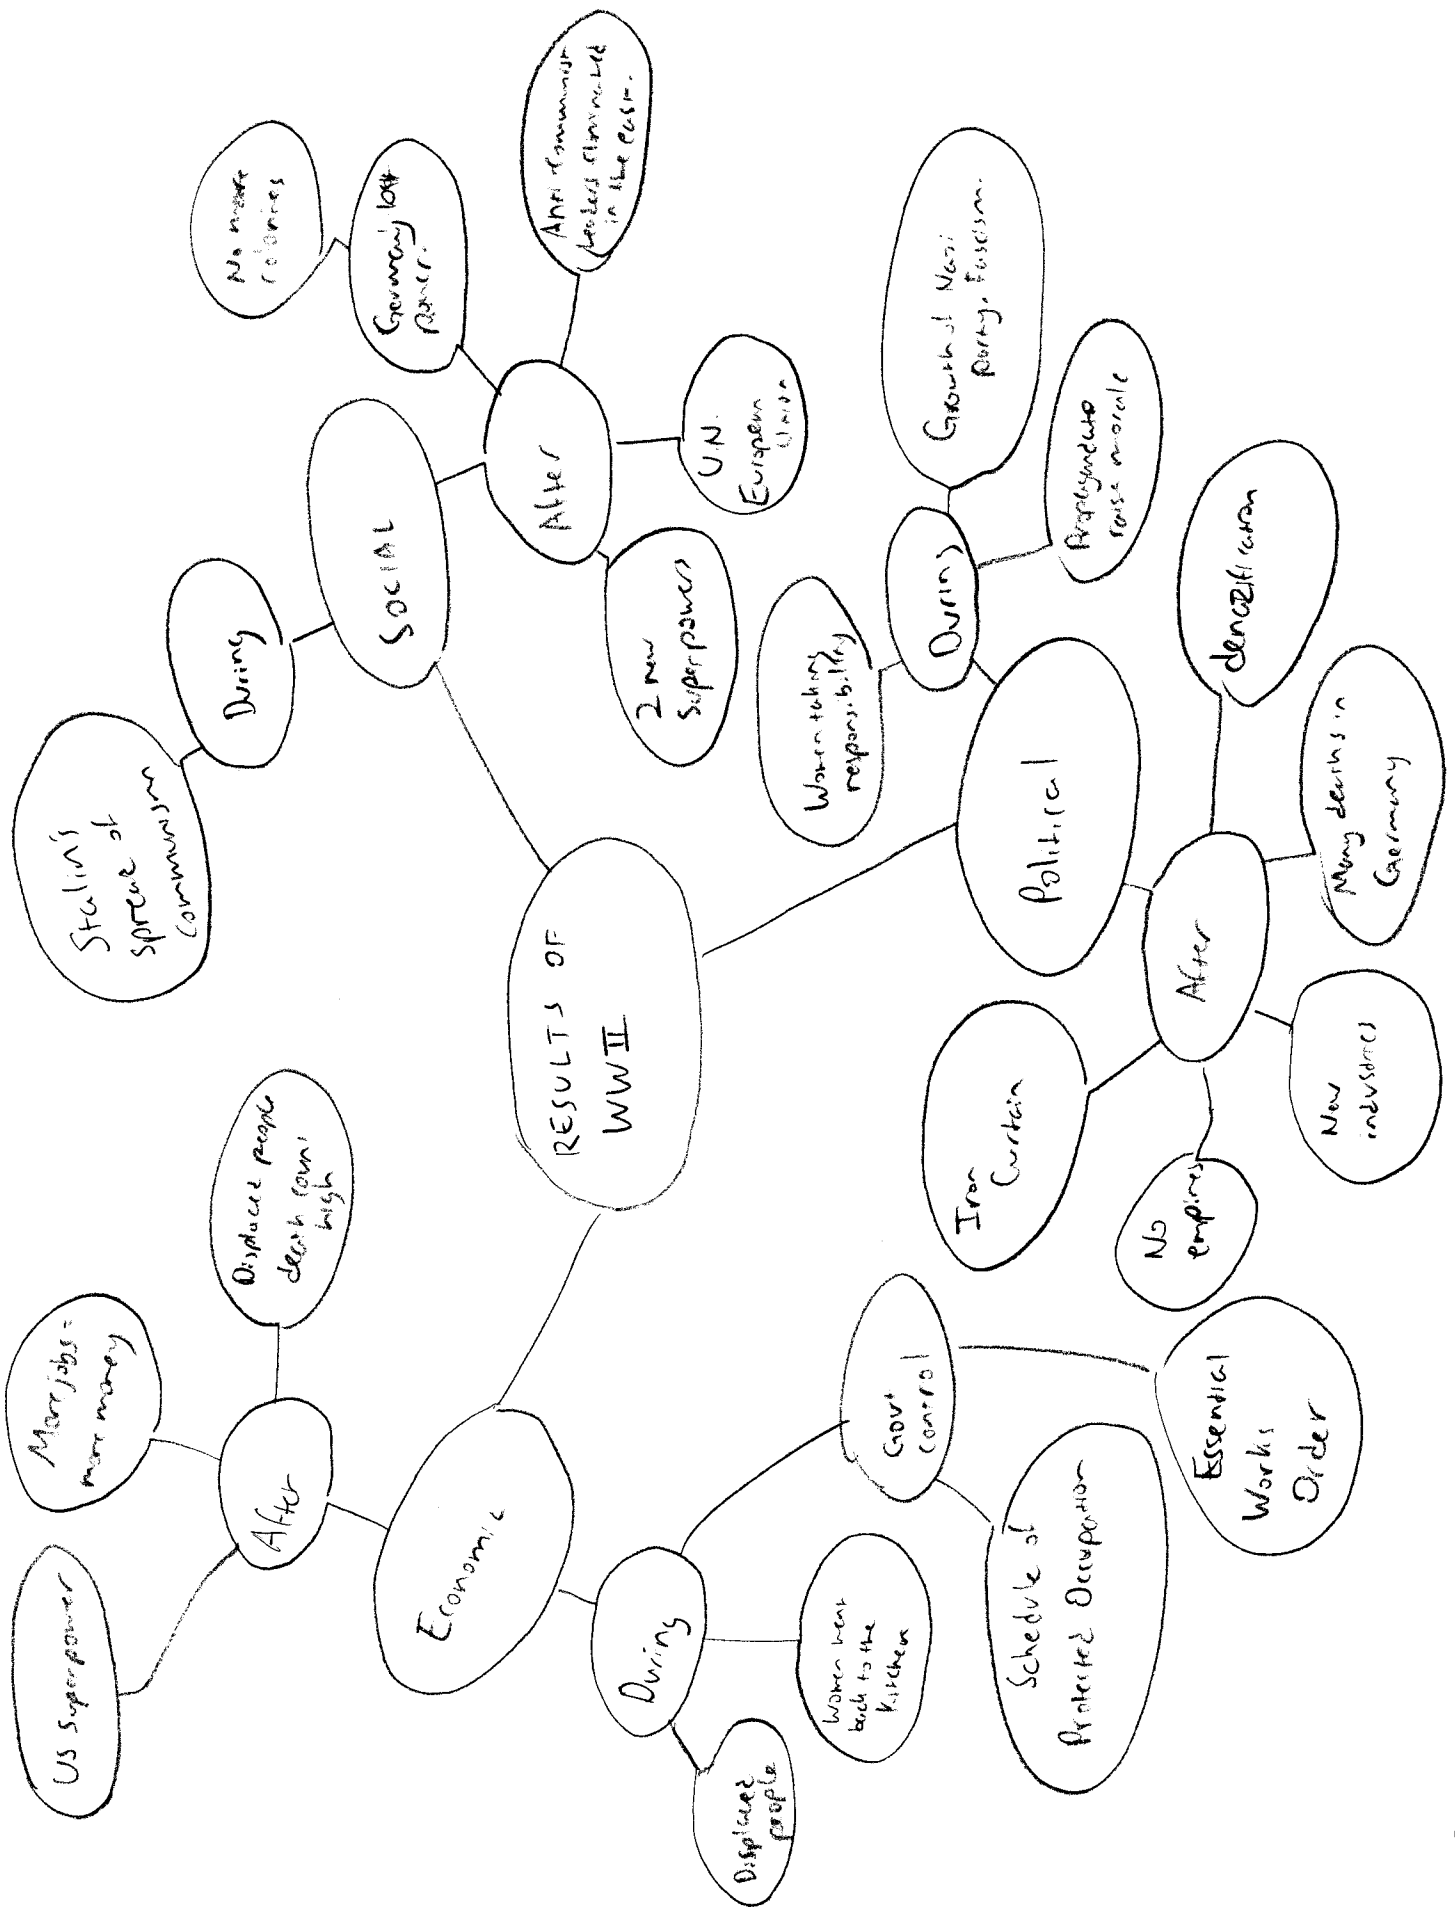 US Superpower
More jobs =
more money
Displaced people
death count
high
After
Economic
During
Displaced
people
Women went
back to the
kitchen
Gov't
control
Schedule of
Protected Occupation
Essential
Works
Order
RESULTS OF
WWII
Stalin's
spread of
communism
During
SOCIAL
After
No more
colonies
Germany lost
power.
Anti-Communist
leaders eliminated
in the east.
U.N.
European
Union
2 new
Superpowers
Political
During
Women taking
responsibility
Growth of Nazi
party, Fascism.
Propaganda to
raise morale
After
Iron
Curtain
No
empires
New
industries
Many deaths in
Germany
denazification